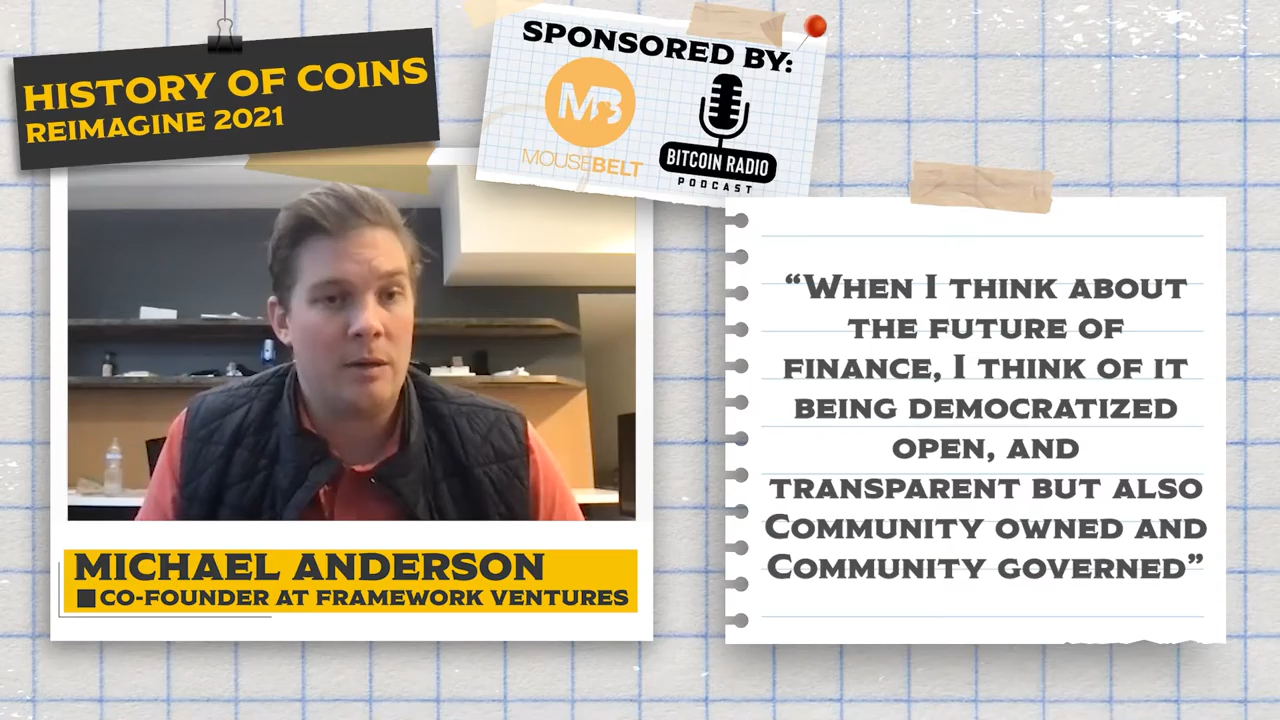 HISTORY OF COINS
REIMAGINE 2021
SPONSORED BY:
MB
MOUSEBELT
BITCOIN RADIO
PODCAST
MICHAEL ANDERSON
CO-FOUNDER AT FRAMEWORK VENTURES
“WHEN I THINK ABOUT
THE FUTURE OF
FINANCE, I THINK OF IT
BEING DEMOCRATIZED
OPEN, AND
TRANSPARENT BUT ALSO
COMMUNITY OWNED AND
COMMUNITY GOVERNED”